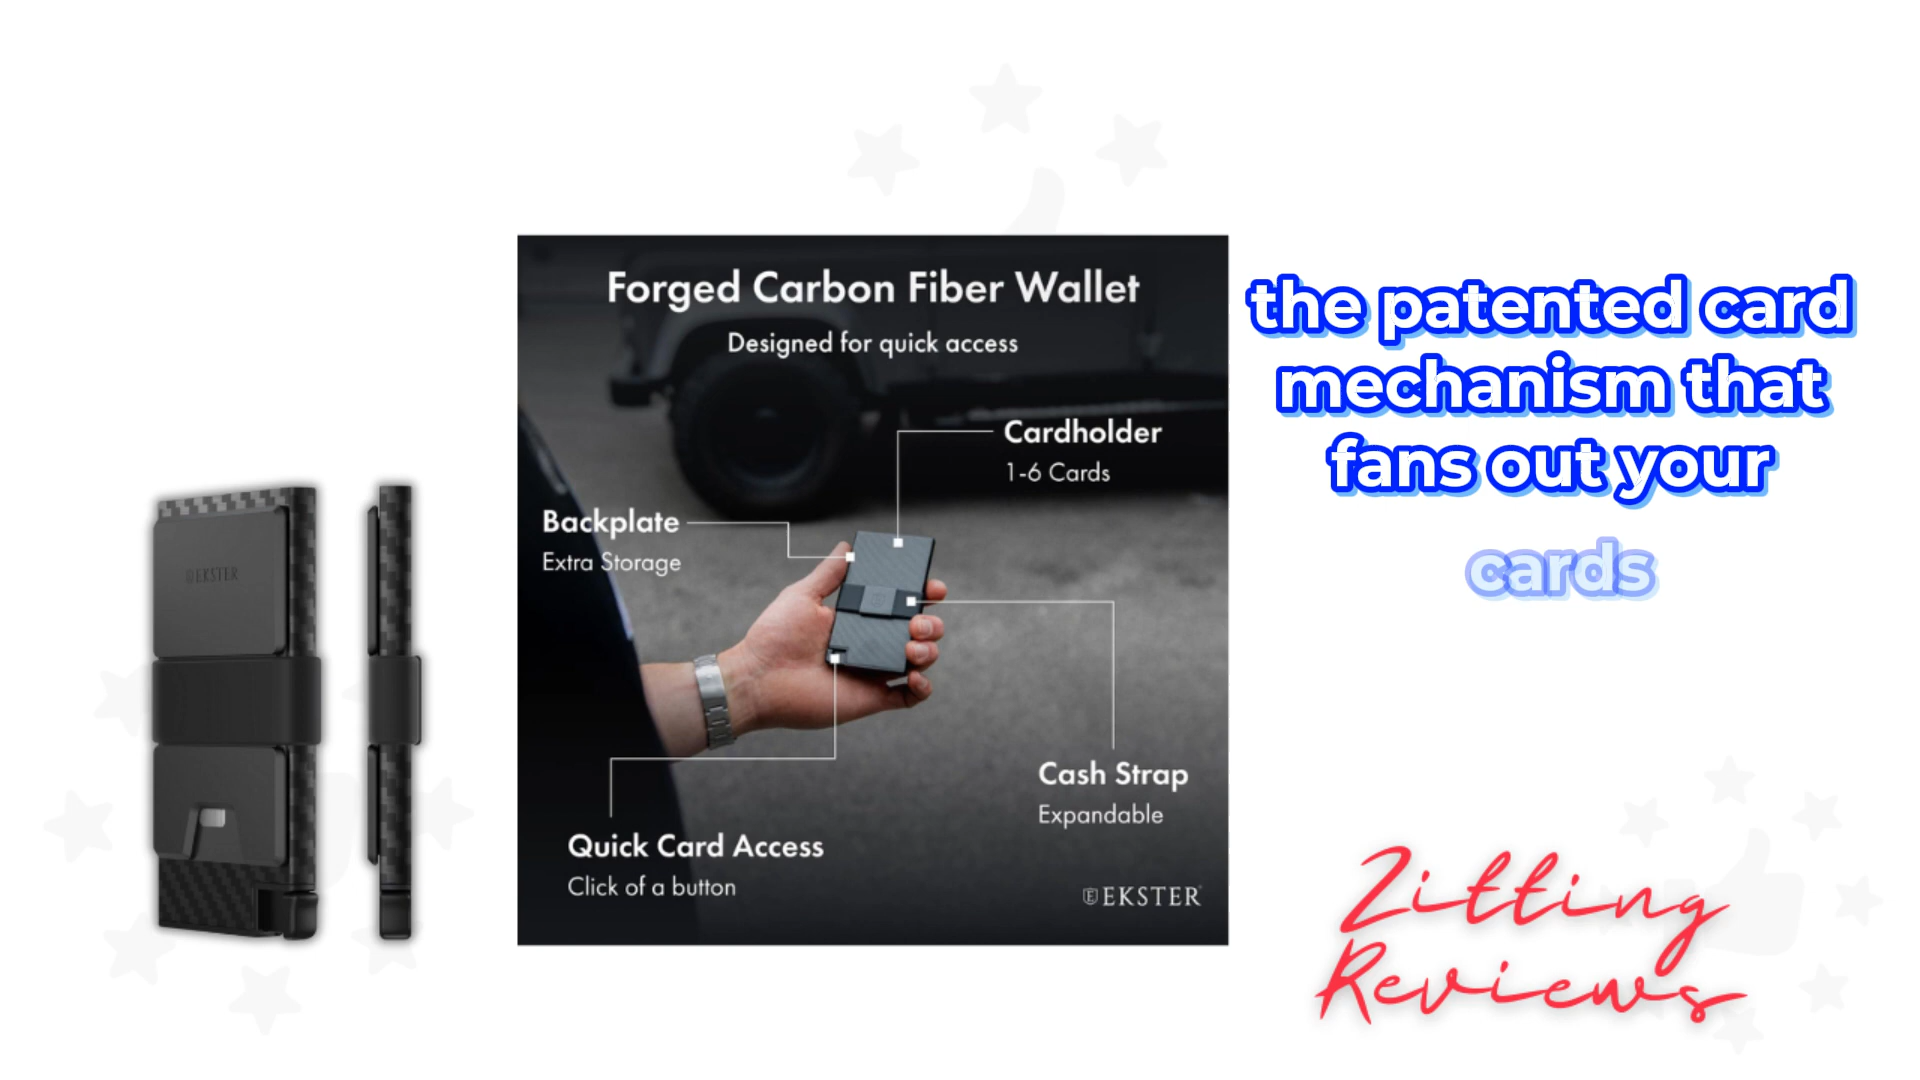 EKSTER
Forged Carbon Fiber Wallet
Designed for quick access
Cardholder
1-6 Cards
Backplate
Extra Storage
Cash Strap
Expandable
Quick Card Access
Click of a button
EKSTER
the patented card
mechanism that
fans out your
cards
Zitting
Reviews